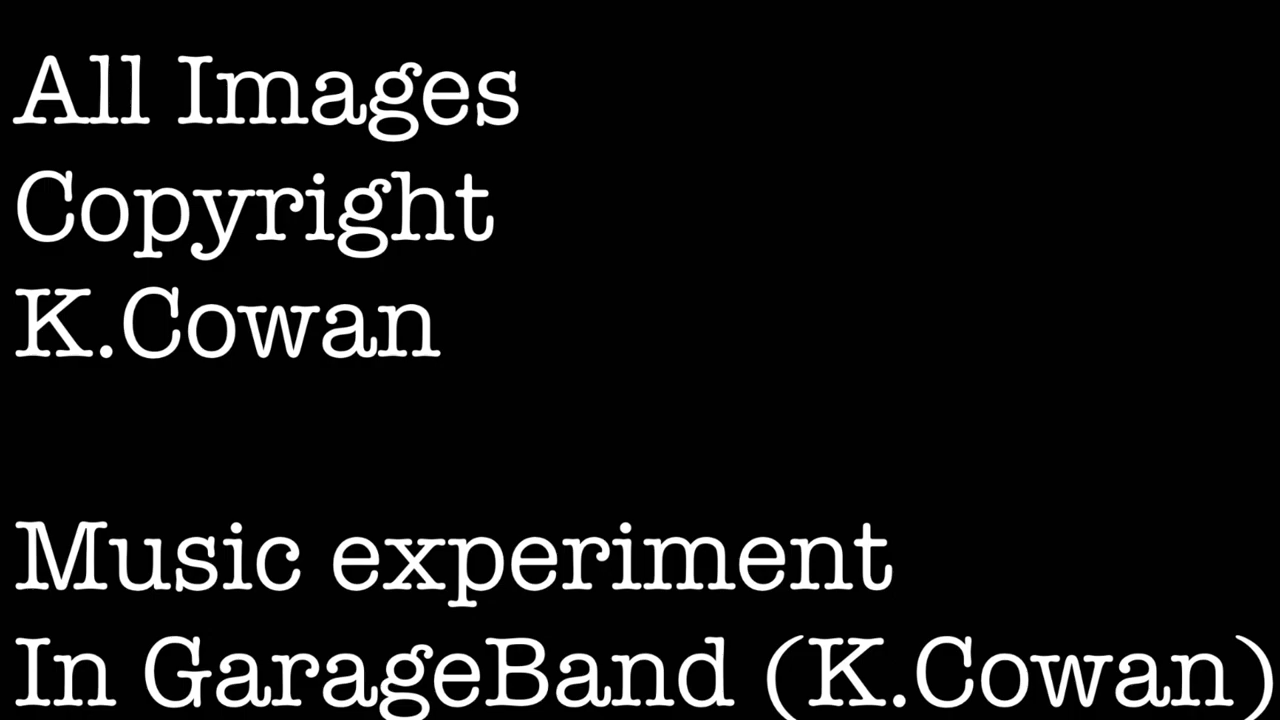 All Images
Copyright
K.Cowan
Music experiment
In GarageBand (K.Cowan)